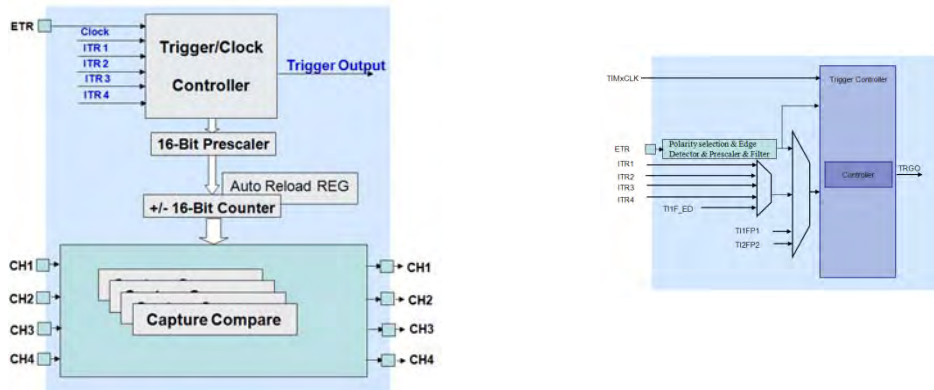 ETR
Clock
ITR 1
ITR 2
ITR 3
ITR 4
Trigger/Clock
Controller
Trigger Output
16-Bit Prescaler
Auto Reload REG
+/- 16-Bit Counter
CH1
CH2
CH3
CH4
Capture Compare
CH1
CH2
CH3
CH4
TIMxCLK
Trigger Controller
ETR
Polarity selection & Edge
Detector & Prescaler & Filter
ITR1
ITR2
ITR3
ITR4
TI1F_ED
TI1FP1
TI2FP2
Controller
TRGO